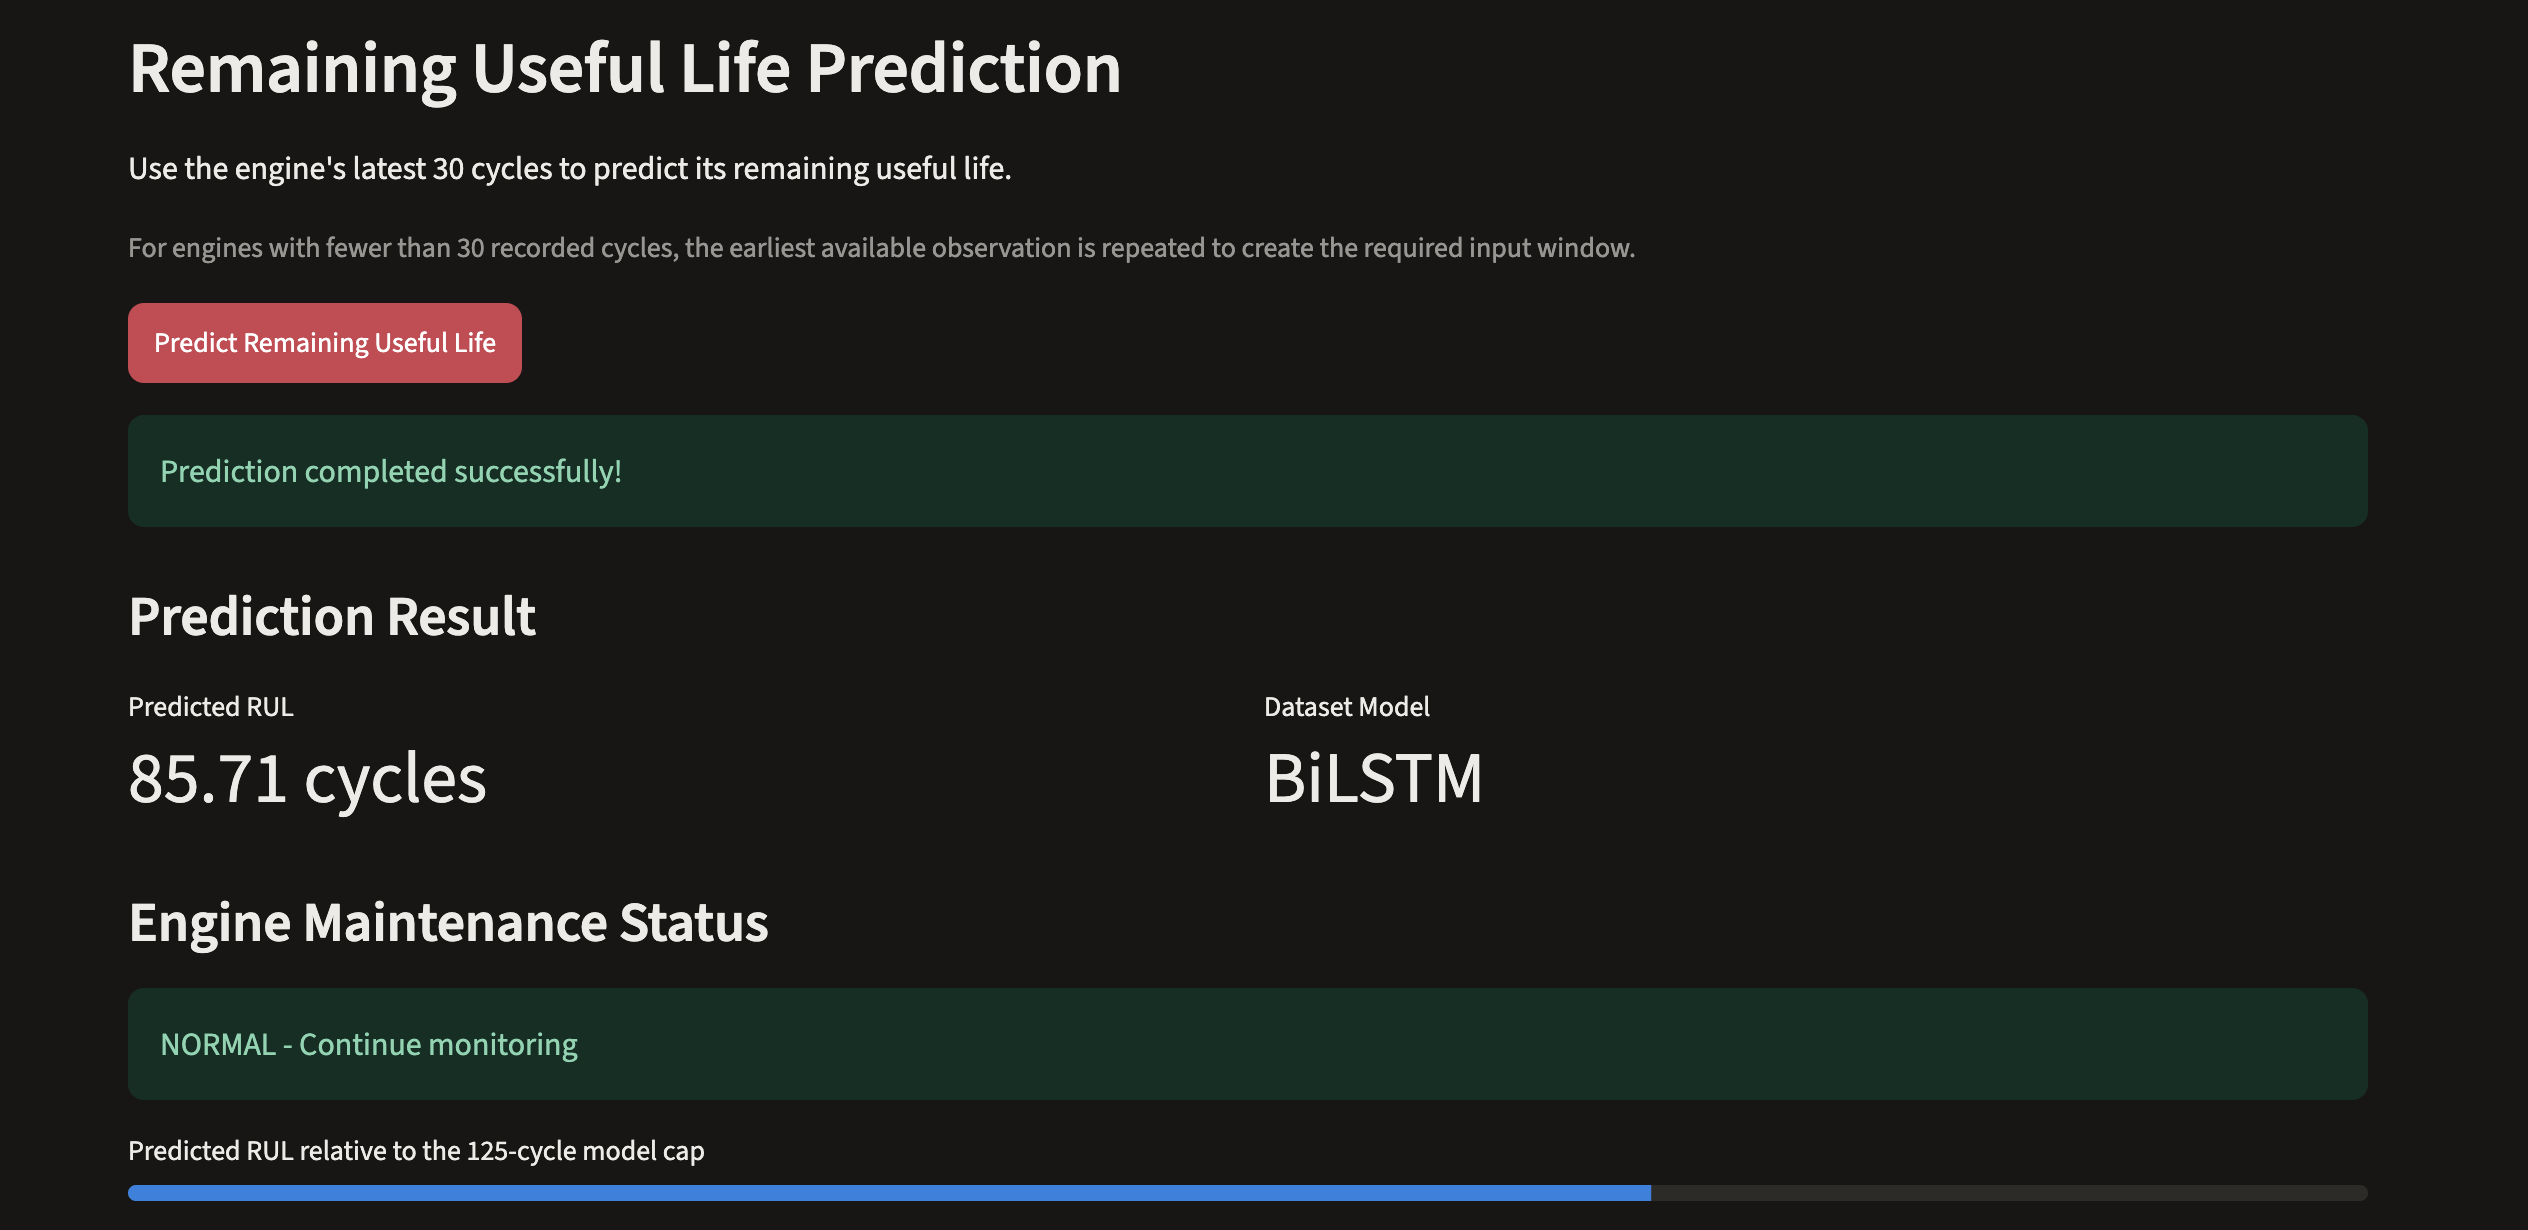 Remaining Useful Life Prediction
Use the engine's latest 30 cycles to predict its remaining useful life.
For engines with fewer than 30 recorded cycles, the earliest available observation is repeated to create the required input window.
Predict Remaining Useful Life
Prediction completed successfully!
Prediction Result
Predicted RUL
85.71 cycles
Dataset Model
BiLSTM
Engine Maintenance Status
NORMAL - Continue monitoring
Predicted RUL relative to the 125-cycle model cap